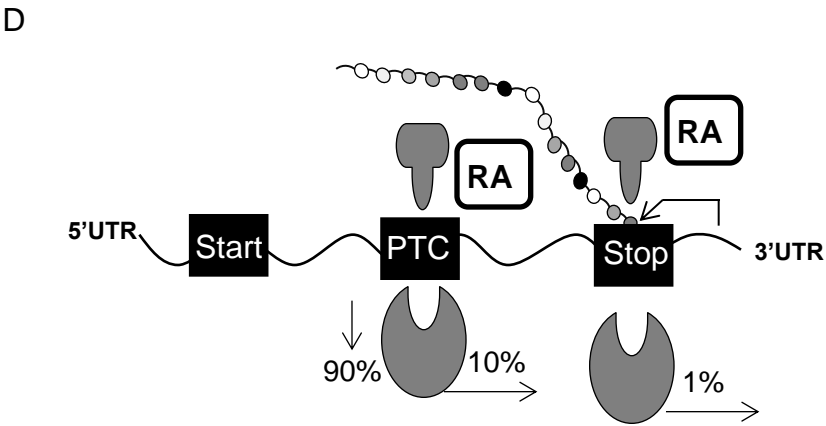 D
RA
RA
5’UTR
Start
PTC
Stop
3’UTR
90%
10%
1%